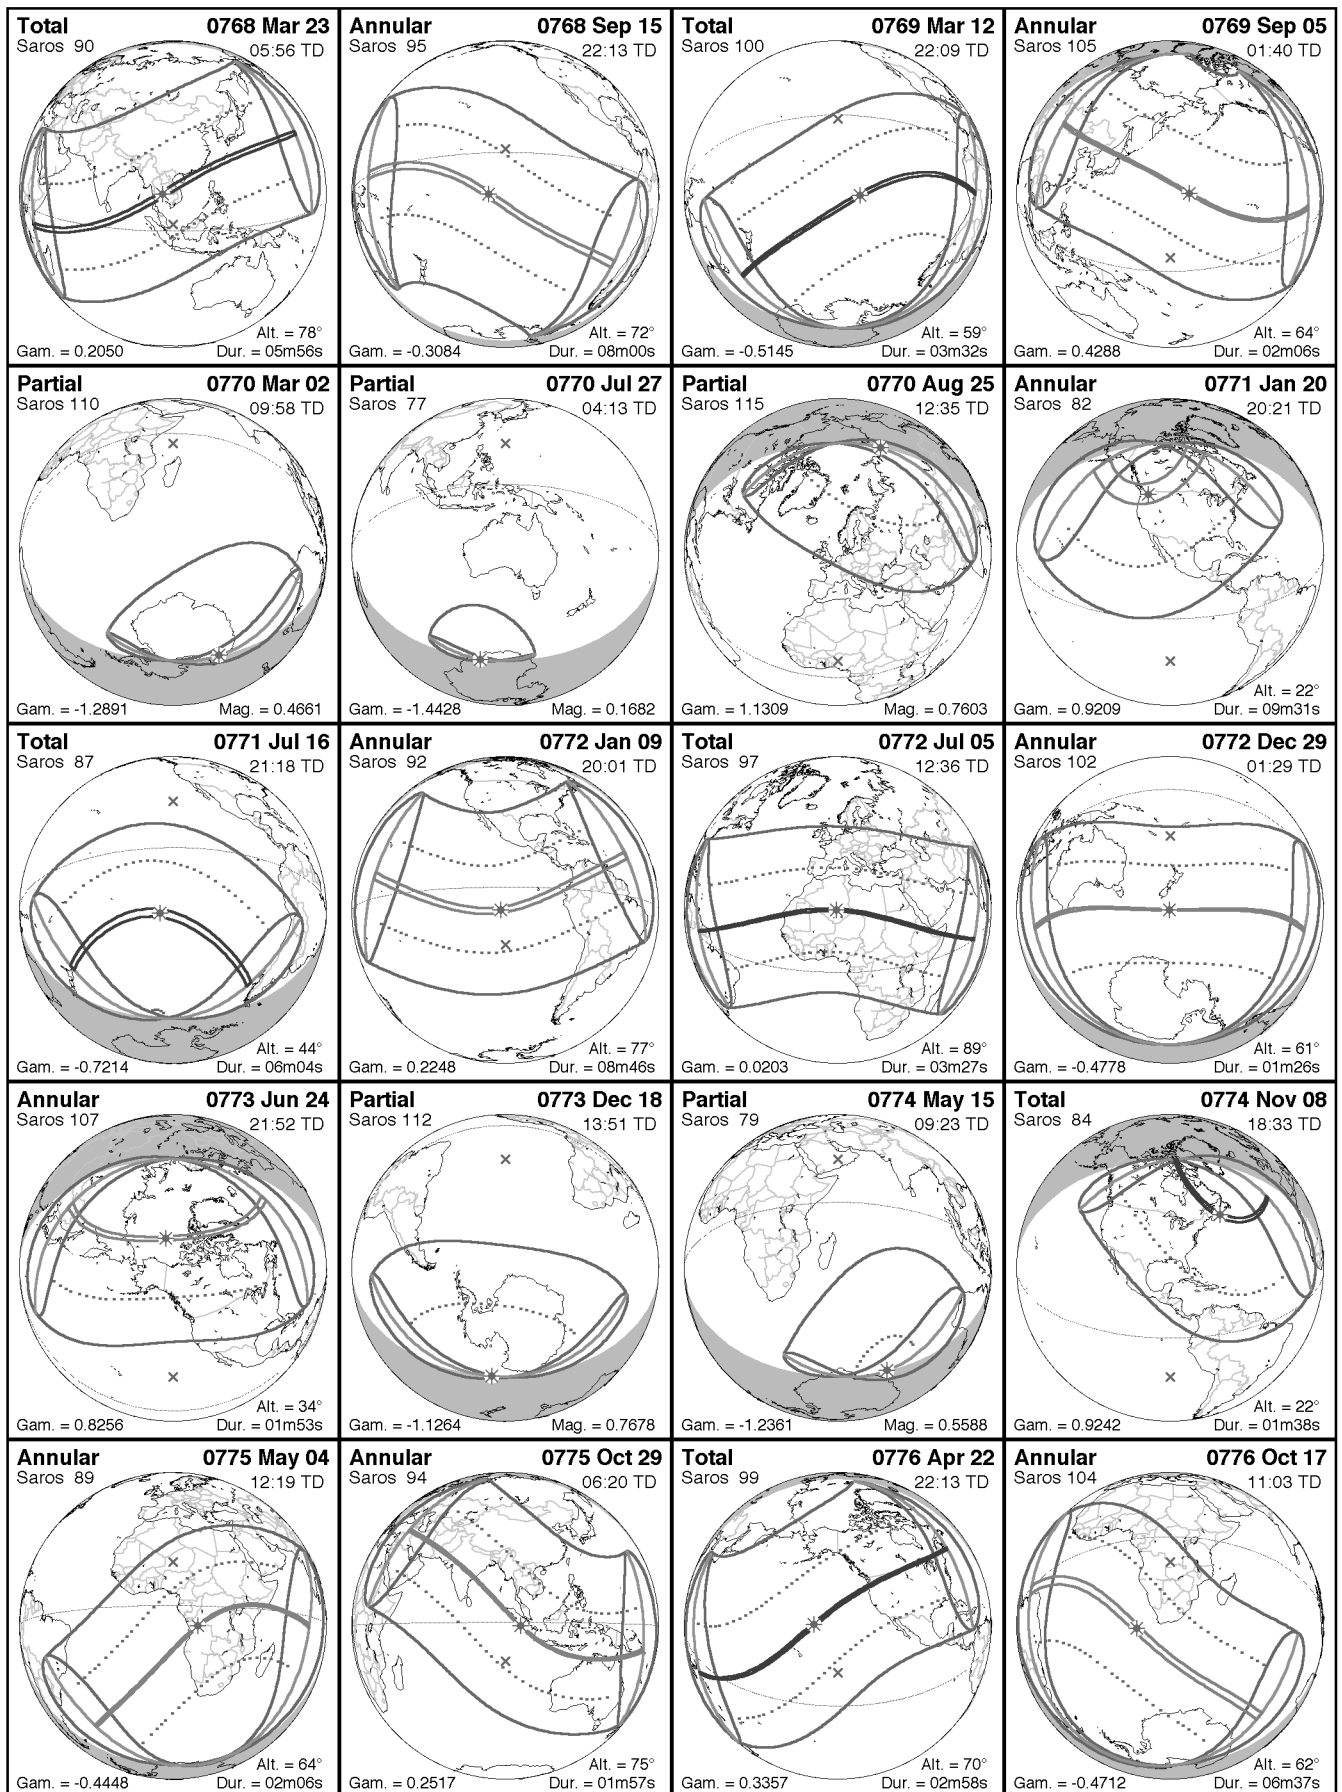 Total 0768 Mar 23
Saros 90 05:56 TD
Alt. = 78°
Gam. = 0.2050 Dur. = 05m56s
Annular 0768 Sep 15
Saros 95 22:13 TD
Alt. = 72°
Gam. = -0.3084 Dur. = 08m00s
Total 0769 Mar 12
Saros 100 22:09 TD
Alt. = 59°
Gam. = -0.5145 Dur. = 03m32s
Annular 0769 Sep 05
Saros 105 01:40 TD
Alt. = 64°
Gam. = 0.4288 Dur. = 02m06s
Partial 0770 Mar 02
Saros 110 09:58 TD
Gam. = -1.2891 Mag. = 0.4661
Partial 0770 Jul 27
Saros 77 04:13 TD
Gam. = -1.4428 Mag. = 0.1682
Partial 0770 Aug 25
Saros 115 12:35 TD
Gam. = 1.1309 Mag. = 0.7603
Annular 0771 Jan 20
Saros 82 20:21 TD
Alt. = 22°
Gam. = 0.9209 Dur. = 09m31s
Total 0771 Jul 16
Saros 87 21:18 TD
Alt. = 44°
Gam. = -0.7214 Dur. = 06m04s
Annular 0772 Jan 09
Saros 92 20:01 TD
Alt. = 77°
Gam. = 0.2248 Dur. = 08m46s
Total 0772 Jul 05
Saros 97 12:36 TD
Alt. = 89°
Gam. = 0.0203 Dur. = 03m27s
Annular 0772 Dec 29
Saros 102 01:29 TD
Alt. = 61°
Gam. = -0.4778 Dur. = 01m26s
Annular 0773 Jun 24
Saros 107 21:52 TD
Alt. = 34°
Gam. = 0.8256 Dur. = 01m53s
Partial 0773 Dec 18
Saros 112 13:51 TD
Gam. = -1.1264 Mag. = 0.7678
Partial 0774 May 15
Saros 79 09:23 TD
Gam. = -1.2361 Mag. = 0.5588
Total 0774 Nov 08
Saros 84 18:33 TD
Alt. = 22°
Gam. = 0.9242 Dur. = 01m38s
Annular 0775 May 04
Saros 89 12:19 TD
Alt. = 64°
Gam. = -0.4448 Dur. = 02m06s
Annular 0775 Oct 29
Saros 94 06:20 TD
Alt. = 75°
Gam. = 0.2517 Dur. = 01m57s
Total 0776 Apr 22
Saros 99 22:13 TD
Alt. = 70°
Gam. = 0.3357 Dur. = 02m58s
Annular 0776 Oct 17
Saros 104 11:03 TD
Alt. = 62°
Gam. = -0.4712 Dur. = 06m37s